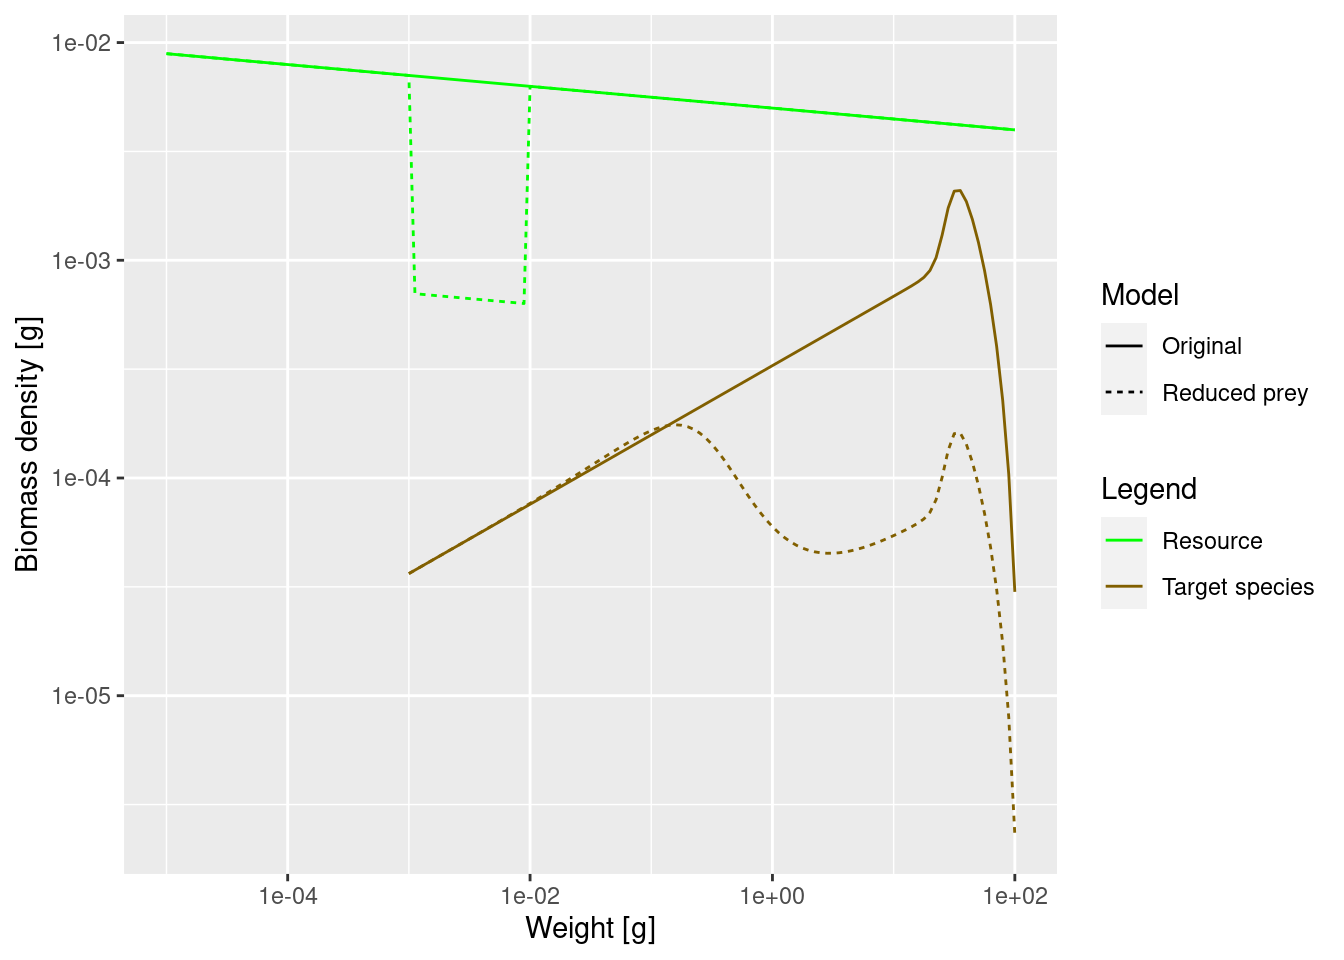 1e-02
1e-03
1e-04
1e-05
Biomass density [g]
1e-04
1e-02
1e+00
1e+02
Weight [g]
Model
Original
Reduced prey
Legend
Resource
Target species